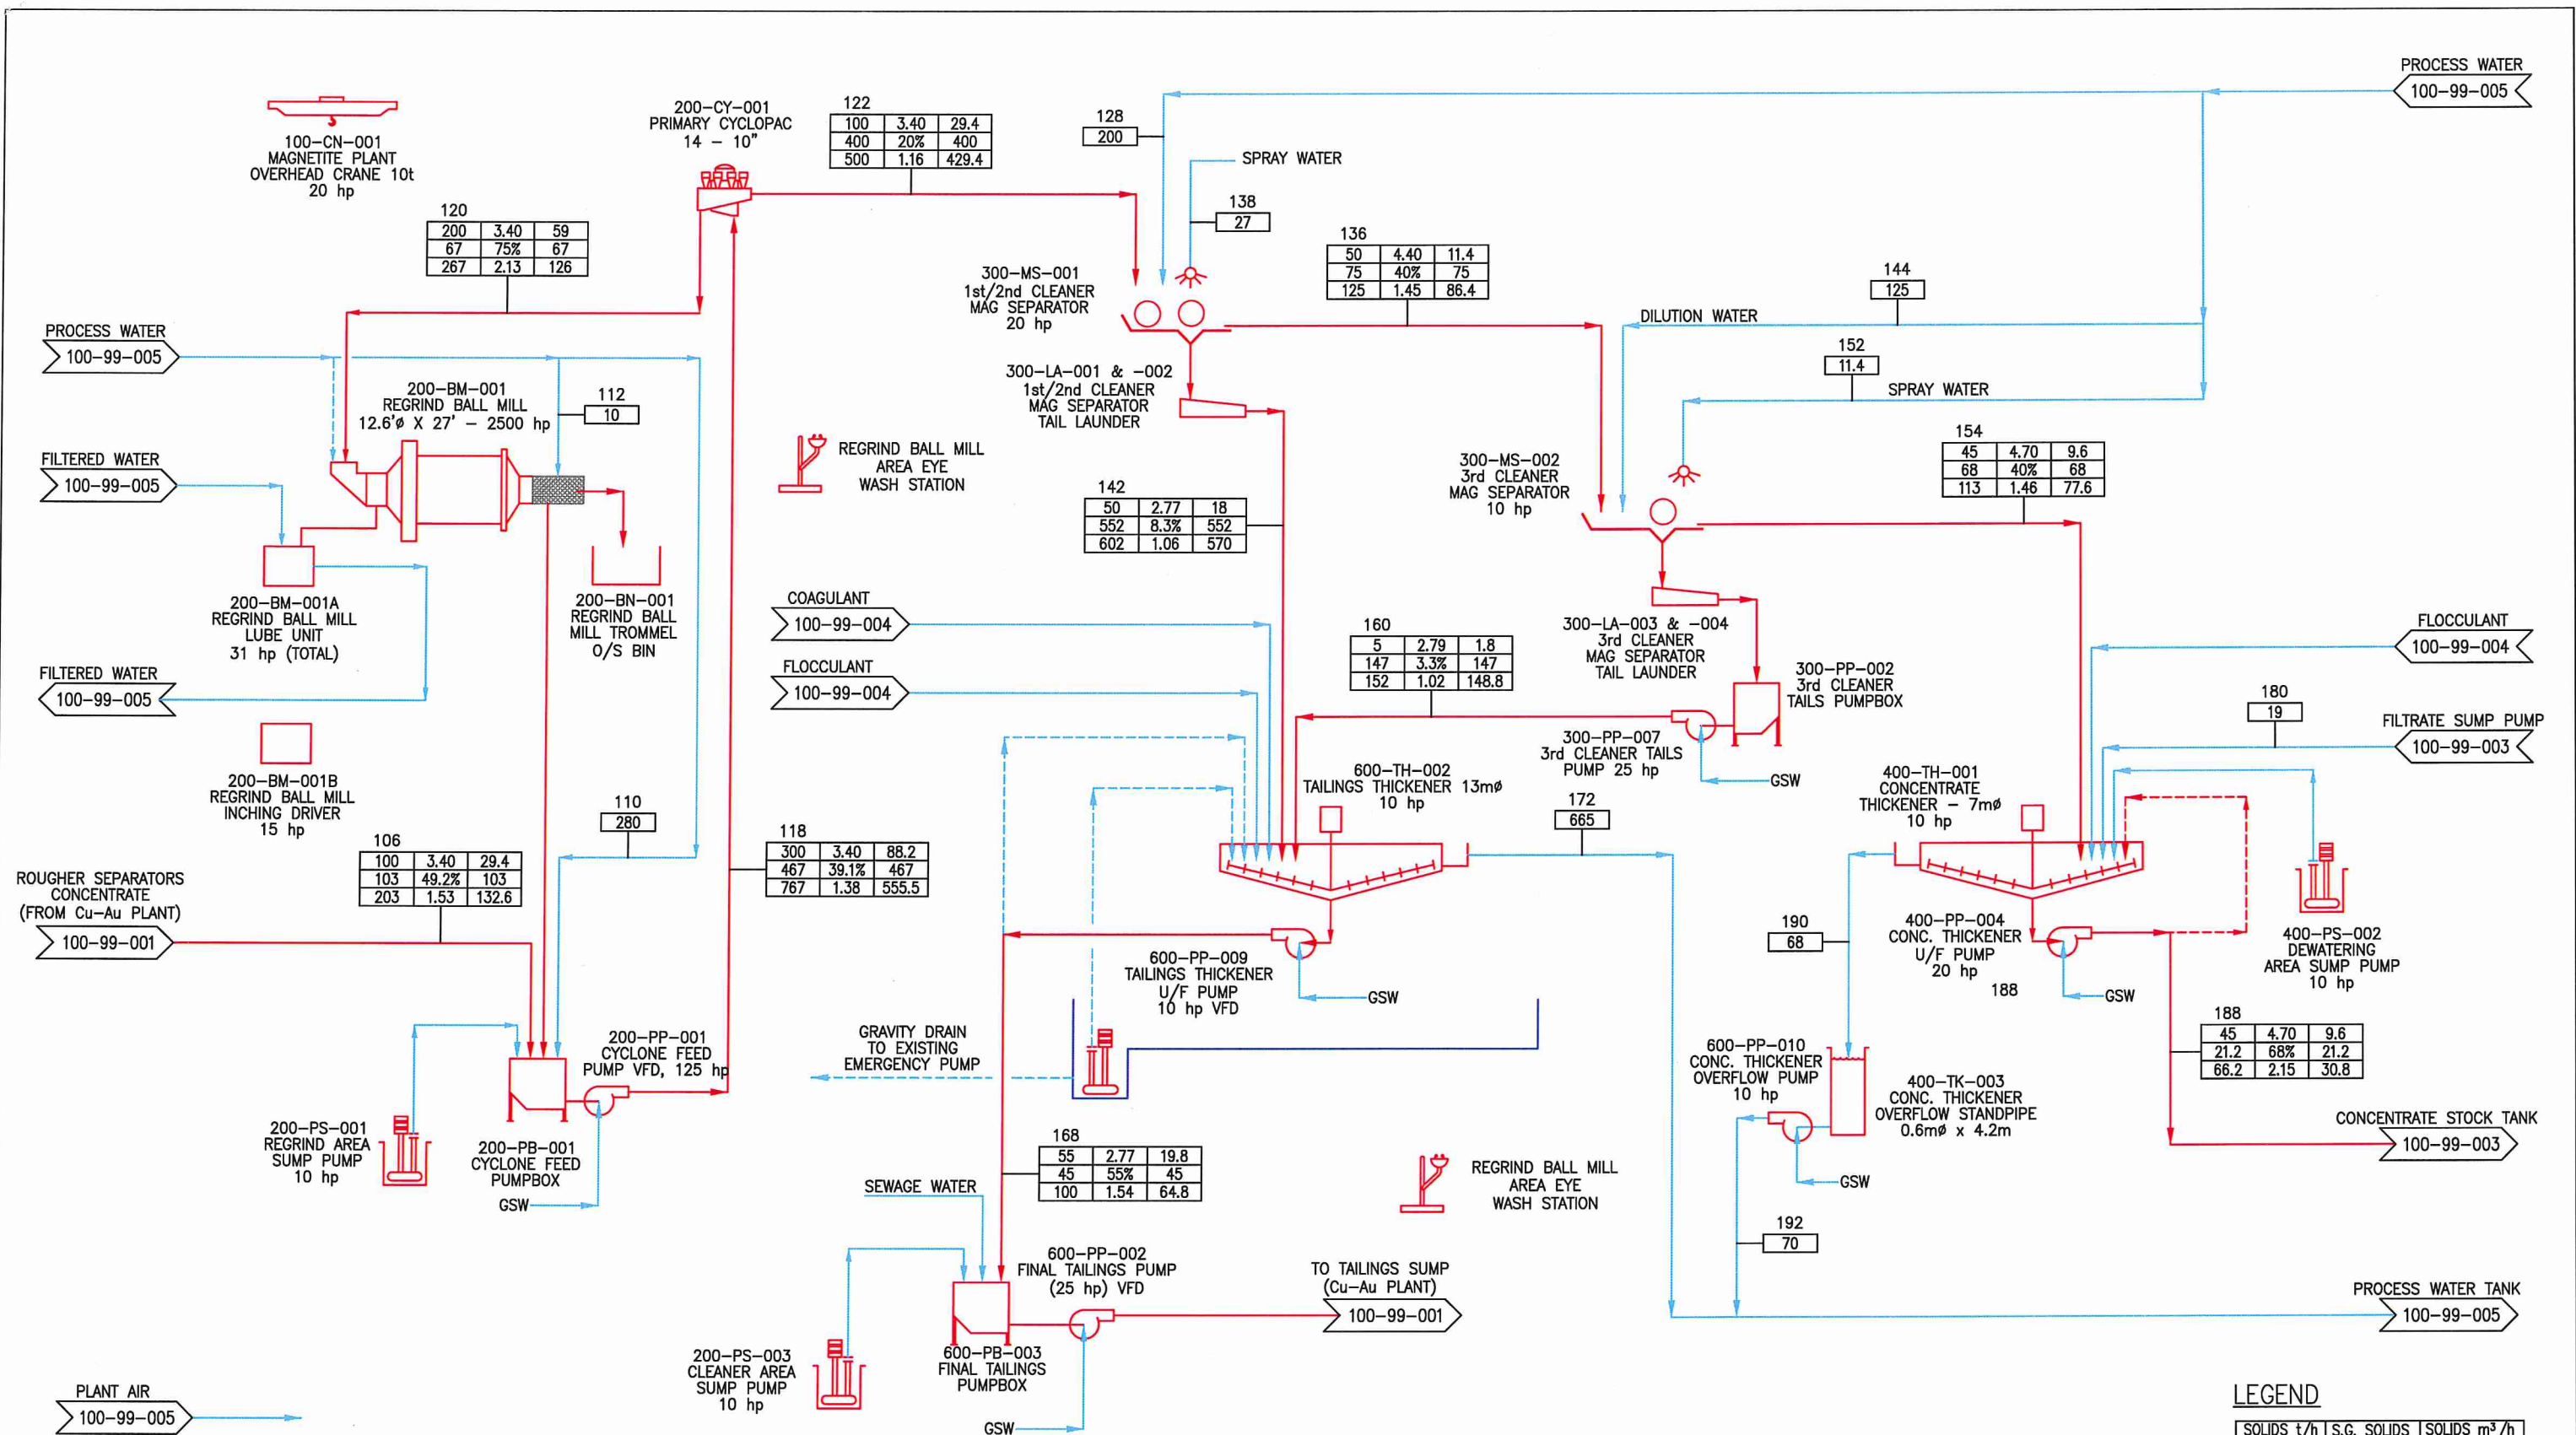 PROCESS WATER
100-99-005
100-CN-001
MAGNETITE PLANT
OVERHEAD CRANE 10t
20 hp
200-CY-001
PRIMARY CYCLOPAC
14 - 10"
122
100 3.40 29.4
400 20% 400
500 1.16 429.4
128
200
SPRAY WATER
138
27
120
200 3.40 59
67 75% 67
267 2.13 126
136
50 4.40 11.4
75 40% 75
125 1.45 86.4
300-MS-001
1st/2nd CLEANER
MAG SEPARATOR
20 hp
144
125
DILUTION WATER
152
11.4
SPRAY WATER
PROCESS WATER
100-99-005
200-BM-001
REGRIND BALL MILL
12.6'ø X 27' - 2500 hp
112
10
300-LA-001 & -002
1st/2nd CLEANER
MAG SEPARATOR
TAIL LAUNDER
FILTERED WATER
100-99-005
REGRIND BALL MILL
AREA EYE
WASH STATION
300-MS-002
3rd CLEANER
MAG SEPARATOR
10 hp
154
45 4.70 9.6
68 40% 68
113 1.46 77.6
142
50 2.77 18
552 8.3% 552
602 1.06 570
200-BM-001A
REGRIND BALL MILL
LUBE UNIT
31 hp (TOTAL)
200-BN-001
REGRIND BALL
MILL TROMMEL
O/S BIN
COAGULANT
100-99-004
FLOCCULANT
100-99-004
160
5 2.79 1.8
147 3.3% 147
152 1.02 148.8
300-LA-003 & -004
3rd CLEANER
MAG SEPARATOR
TAIL LAUNDER
300-PP-002
3rd CLEANER
TAILS PUMPBOX
FLOCCULANT
100-99-004
FILTERED WATER
100-99-005
180
19
FILTRATE SUMP PUMP
100-99-003
300-PP-007
3rd CLEANER TAILS
PUMP 25 hp
GSW
200-BM-001B
REGRIND BALL MILL
INCHING DRIVER
15 hp
600-TH-002
TAILINGS THICKENER 13mø
10 hp
400-TH-001
CONCENTRATE
THICKENER - 7mø
10 hp
110
280
172
665
106
100 3.40 29.4
103 49.2% 103
203 1.53 132.6
118
300 3.40 88.2
467 39.1% 467
767 1.38 555.5
ROUGHER SEPARATORS
CONCENTRATE
(FROM Cu-Au PLANT)
100-99-001
190
68
400-PP-004
CONC. THICKENER
U/F PUMP
20 hp
188
GSW
400-PS-002
DEWATERING
AREA SUMP PUMP
10 hp
600-PP-009
TAILINGS THICKENER
U/F PUMP
10 hp VFD
GSW
188
45 4.70 9.6
21.2 68% 21.2
66.2 2.15 30.8
GRAVITY DRAIN
TO EXISTING
EMERGENCY PUMP
200-PP-001
CYCLONE FEED
PUMP VFD, 125 hp
600-PP-010
CONC. THICKENER
OVERFLOW PUMP
10 hp
400-TK-003
CONC. THICKENER
OVERFLOW STANDPIPE
0.6mø x 4.2m
CONCENTRATE STOCK TANK
100-99-003
200-PS-001
REGRIND AREA
SUMP PUMP
10 hp
200-PB-001
CYCLONE FEED
PUMPBOX
GSW
168
55 2.77 19.8
45 55% 45
100 1.54 64.8
SEWAGE WATER
REGRIND BALL MILL
AREA EYE
WASH STATION
GSW
192
70
600-PP-002
FINAL TAILINGS PUMP
(25 hp) VFD
TO TAILINGS SUMP
(Cu-Au PLANT)
100-99-001
PROCESS WATER TANK
100-99-005
200-PS-003
CLEANER AREA
SUMP PUMP
10 hp
600-PB-003
FINAL TAILINGS
PUMPBOX
GSW
PLANT AIR
100-99-005
LEGEND
SOLIDS t/h S.G. SOLIDS SOLIDS m³/h